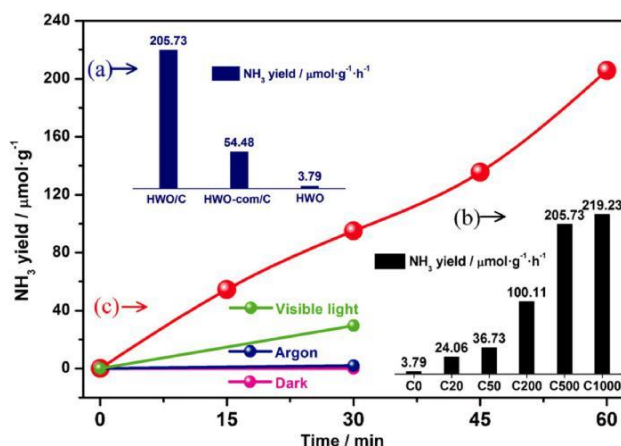 NH₃ yield / μmol·g⁻¹
240
200
160
120
80
40
0
(a)
205.73
54.48
3.79
NH₃ yield / μmol·g⁻¹·h⁻¹
HWO/C
HWO-com/C
HWO
(b)
NH₃ yield / μmol·g⁻¹·h⁻¹
3.79
24.06
36.73
100.11
205.73
219.23
C0
C20
C50
C200
C500
C1000
(c)
Visible light
Argon
Dark
0
15
30
45
60
Time / min